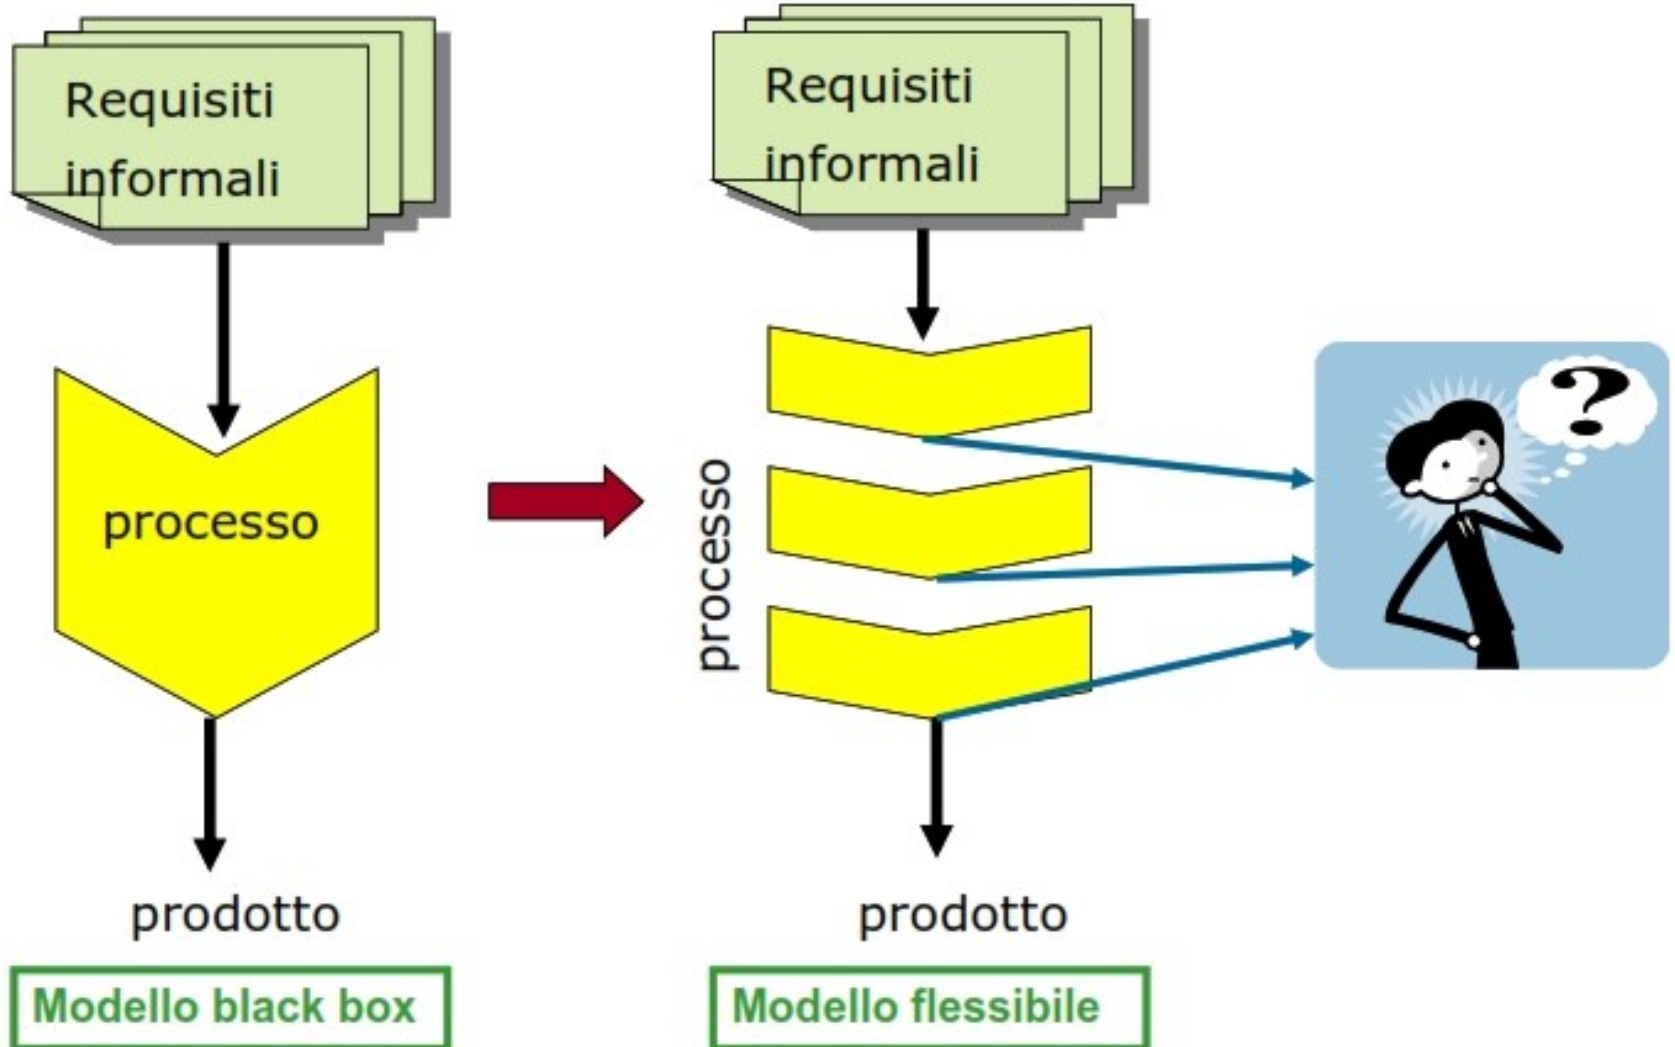 Requisiti
informali
processo
prodotto
Modello black box
Requisiti
informali
processo
?
prodotto
Modello flessibile